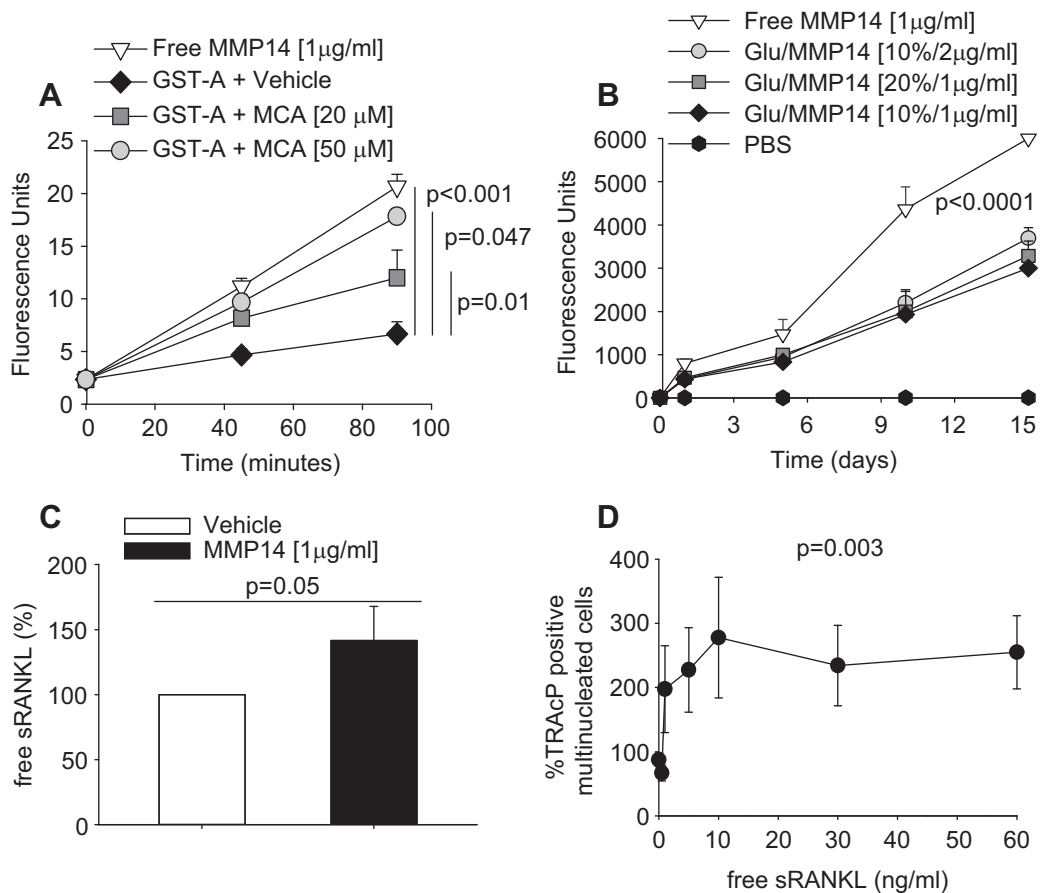 A
Free MMP14 [1μg/ml]
GST-A + Vehicle
GST-A + MCA [20 μM]
GST-A + MCA [50 μM]
Fluorescence Units
25
20
15
10
5
0
p<0.001
p=0.047
p=0.01
0 20 40 60 80 100
Time (minutes)
B
Free MMP14 [1μg/ml]
Glu/MMP14 [10%/2μg/ml]
Glu/MMP14 [20%/1μg/ml]
Glu/MMP14 [10%/1μg/ml]
PBS
Fluorescence Units
6000
5000
4000
3000
2000
1000
0
p<0.0001
0 3 6 9 12 15
Time (days)
C
Vehicle
MMP14 [1μg/ml]
free sRANKL (%)
200
150
100
50
0
p=0.05
D
p=0.003
%TRAcP positive
multinucleated cells
400
300
200
100
0
0 10 20 30 40 50 60
free sRANKL (ng/ml)